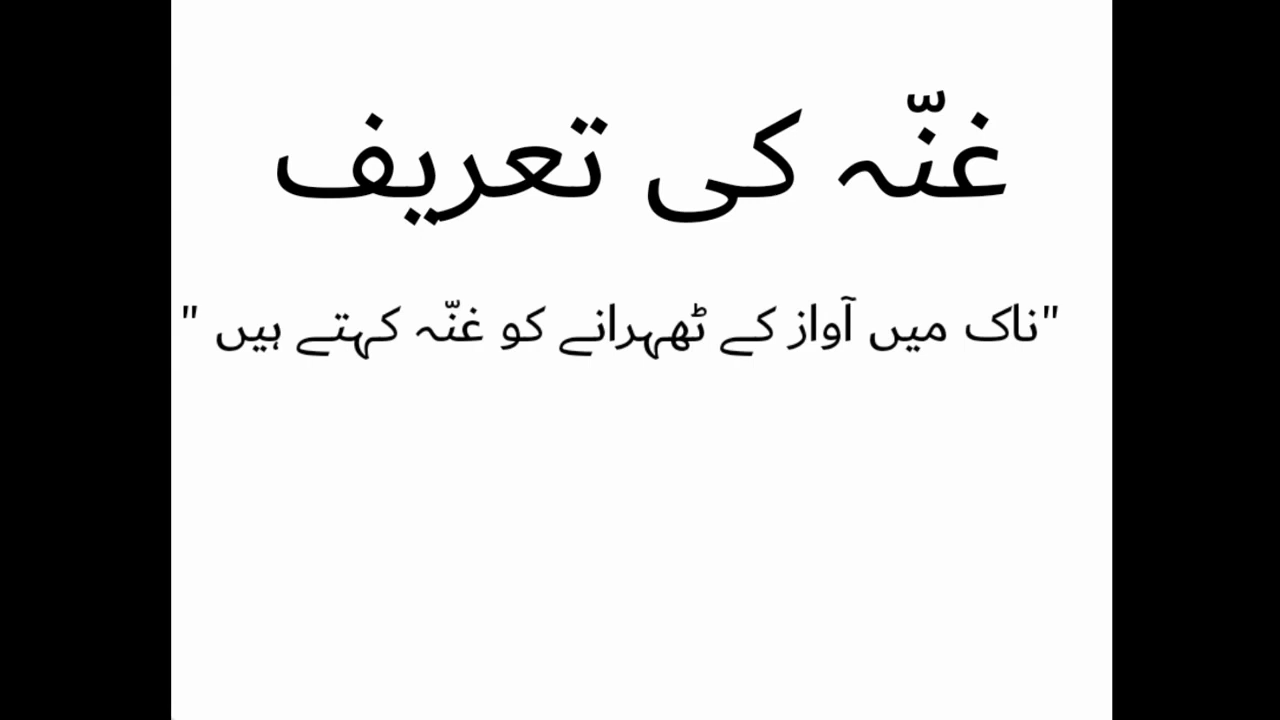 غنّہ کی تعریف
"ناک میں آواز کے ٹھہرانے کو غنّہ کہتے ہیں "